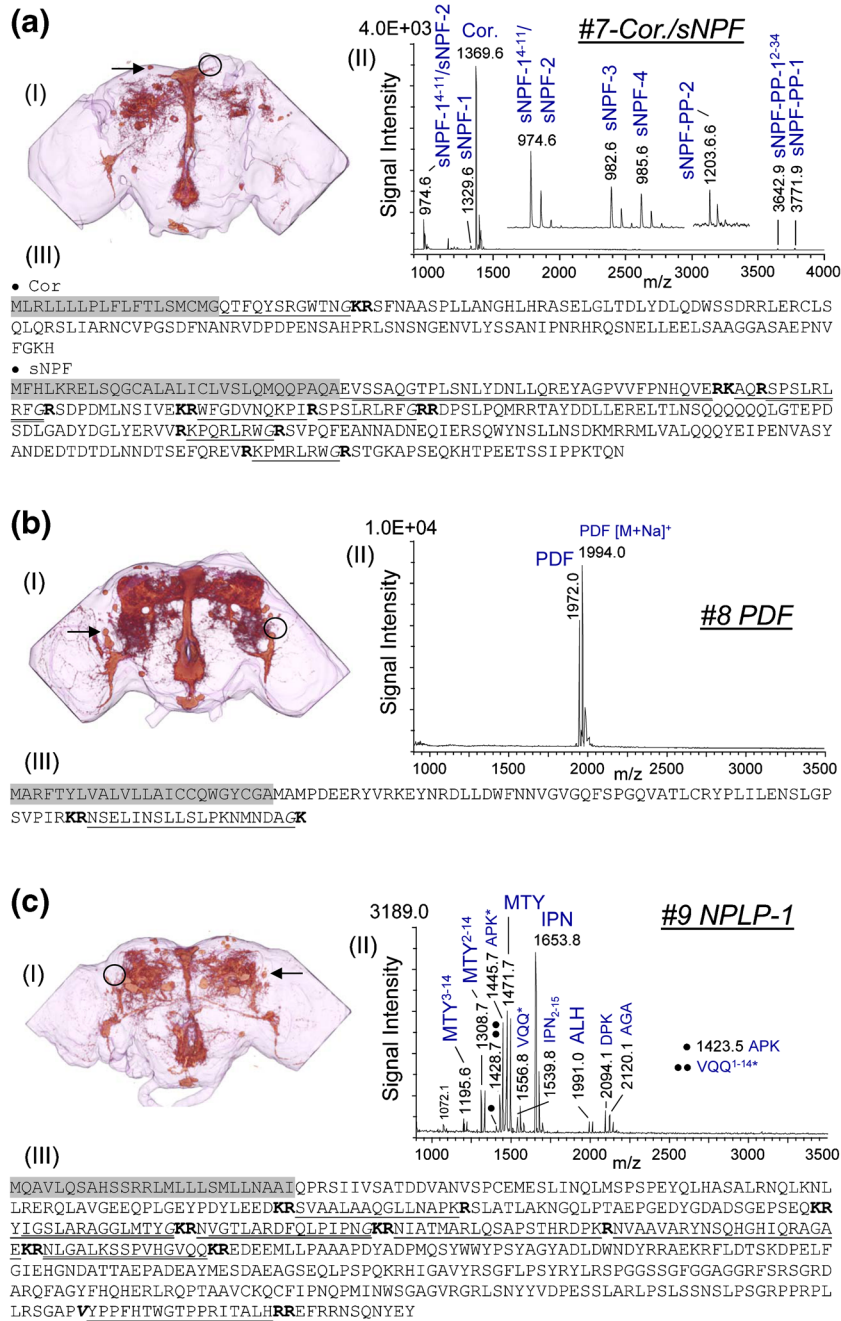 (a)
(I)
(II)
4.0E+03
#7-Cor./sNPF
Signal Intensity
974.6
sNPF-1⁴⁻¹¹/sNPF-2
1329.6
sNPF-1
Cor.
1369.6
sNPF-1⁴⁻¹¹/
sNPF-2
974.6
982.6 sNPF-3
985.6 sNPF-4
sNPF-PP-2
1203.6.6
3642.9 sNPF-PP-1²⁻³⁴
3771.9 sNPF-PP-1
1000 1500 2000 2500 3000 3500 4000
m/z
(III)
• Cor
MLRLLLLPLFLFTLSMCMGQTFQYSRGWTNGKRSFNAASPLLANGHLHRASELGLTDLYDLQDWSSDRRLERCLS
QLQRSLIARNCVPGSDFNANRVDPDPENSAHPRLSNSNGENVLYSSANIPNRHRQSNELLEELSAAGGASAEPNV
FGKH
• sNPF
MFHLKRELSQGCALALICLVSLQMQQPAQAEVSSAQGTPLSNLYDNLLQREYAGPVVFPNHQVERKAQRSPSLRL
RFGRSDPDMLNSIVEKRWFGDVNQKPIRSPSLRLRFGRRDPSLPQMRRTAYDDLLERELTLNSQQQQQQLGTEPD
SDLGADYDGLYERVVRKPQRLRWGRSVPQFEANNADNEQIERSQWYNSLLNSDKMRRMLVALQQQYEIPENVASY
ANDEDTDTDLNNDTSEFQREVRKPMRLRWGRSTGKAPSEQKHTPEETSSIPPKTQN
(b)
(I)
(II)
1.0E+04
Signal Intensity
PDF
1972.0
PDF [M+Na]⁺
1994.0
#8 PDF
1000 1500 2000 2500 3000 3500
m/z
(III)
MARFTYLVALVLLAICCQWGYCGAMAMPDEERYVRKEYNRDLLDWFNNVGVGQFSPGQVATLCRYPLILENSLGP
SVPIRKRNSELINSLLSLPKNMNDAGK
(c)
(I)
(II)
3189.0
#9 NPLP-1
Signal Intensity
1072.1
MTY³⁻¹⁴
1195.6
MTY²⁻¹⁴
1308.7
• 1428.7 ••
1445.7 APK*
MTY
1471.7
1556.8 VQQ*
1539.8 IPN₂₋₁₅
IPN
1653.8
1991.0 ALH
2094.1 DPK
2120.1 AGA
• 1423.5 APK
•• VQQ¹⁻¹⁴*
1000 1500 2000 2500 3000 3500
m/z
(III)
MQAVLQSAHSSRRLMLLLSMLLNAAIQPRSIIVSATDDVANVSPCEMESLINQLMSPSPEYQLHASALRNQLKNL
LRERQLAVGEEQPLGEYPDYLEEDKRSVAALAAQGLLNAPKRSLATLAKNGQLPTAEPGEDYGDADSGEPSEQKR
YIGSLARAGGLMTYGKRNVGTLARDFQLPIPNGKRNIATMARLQSAPSTHRDPKRNVAAVARYNSQHGHIQRAGA
EKRNLGALKSSPVHGVQQKREDEEMLLPAAAPDYADPMQSYWWYPSYAGYADLDWNDYRRAEKRFLDTSKDPELF
GIEHGNDATTAEPADEAYMESDAEAGSEQLPSPQKRHIGAVYRSGFLPSYRYLRSPGGSSGFGGAGGRFSRSGRD
ARQFAGYFHQHERLRQPTAAVCKQCFIPNQPMINWSGAGVRGRLSNYYVDPESSLARLPSLSSNSLPGRSRPRLP
LLRSGAPVYPPFHTWGTPPRITALHRREFRRNSQNYEY